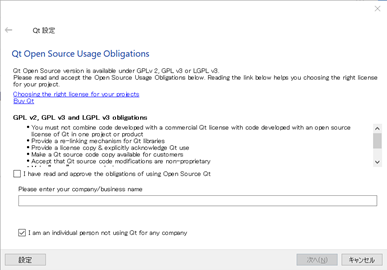 Qt 設定
Qt Open Source Usage Obligations
Qt Open Source version is available under GPLv 2, GPL v3 or LGPL v3.
Please read and accept the Open Source Usage Obligations below. Reading the link below helps you choosing the right license
for your project.
Choosing the right license for your projects
Buy Qt
GPL v2, GPL v3 and LGPL v3 obligations
• You must not combine code developed with a commercial Qt license with code developed with an open source
license of Qt in one project or product
• Provide a re-linking mechanism for Qt libraries
• Provide a license copy & explicitly acknowledge Qt use
• Make a Qt source code copy available for customers
• Accept that Qt source code modifications are non-proprietary
I have read and approve the obligations of using Open Source Qt
Please enter your company/business name
I am an individual person not using Qt for any company
設定
次へ(N)
キャンセル